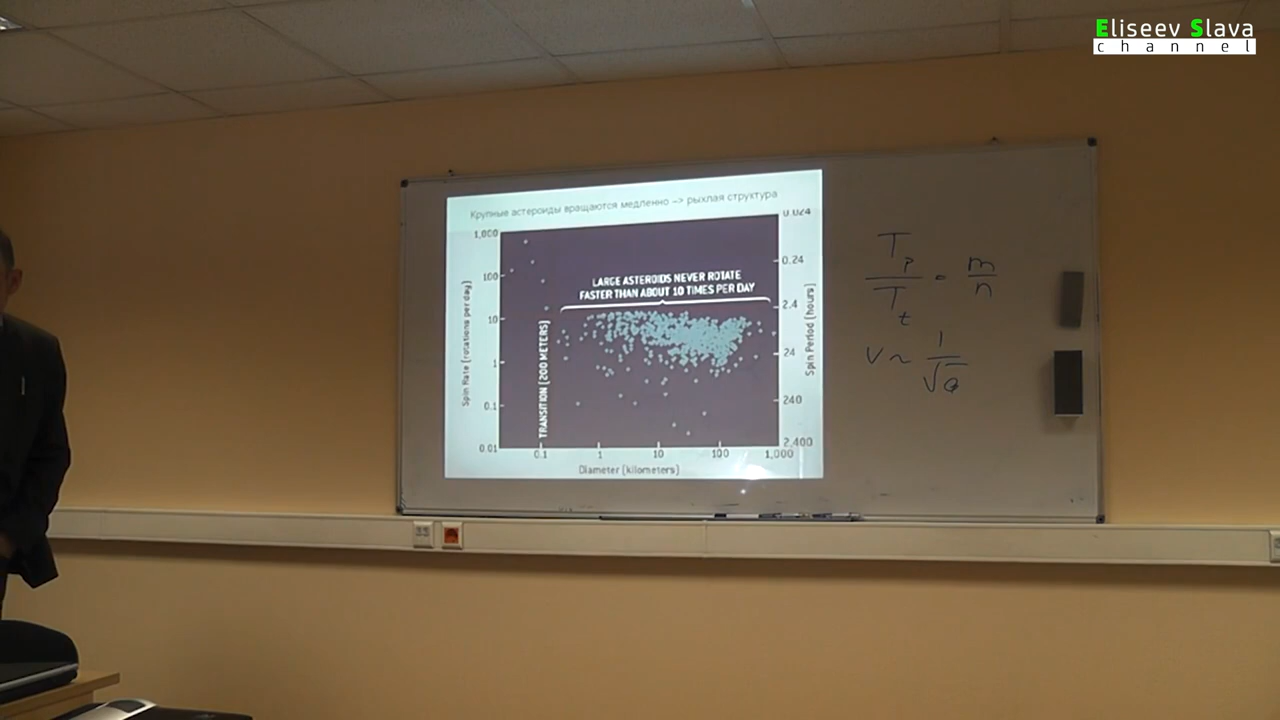 Eliseev Slava
channel
Крупные астероиды вращаются медленно –> рыхлая структура
Spin Rate (rotations per day)
1,000
100
10
1
0.1
0.01
LARGE ASTEROIDS NEVER ROTATE
FASTER THAN ABOUT 10 TIMES PER DAY
TRANSITION (200 METERS)
0.024
0.24
2.4
24
240
2,400
Spin Period (hours)
0.1 1 10 100 1,000
Diameter (kilometers)
Tp/Tt = m/n
v ~ 1/√a